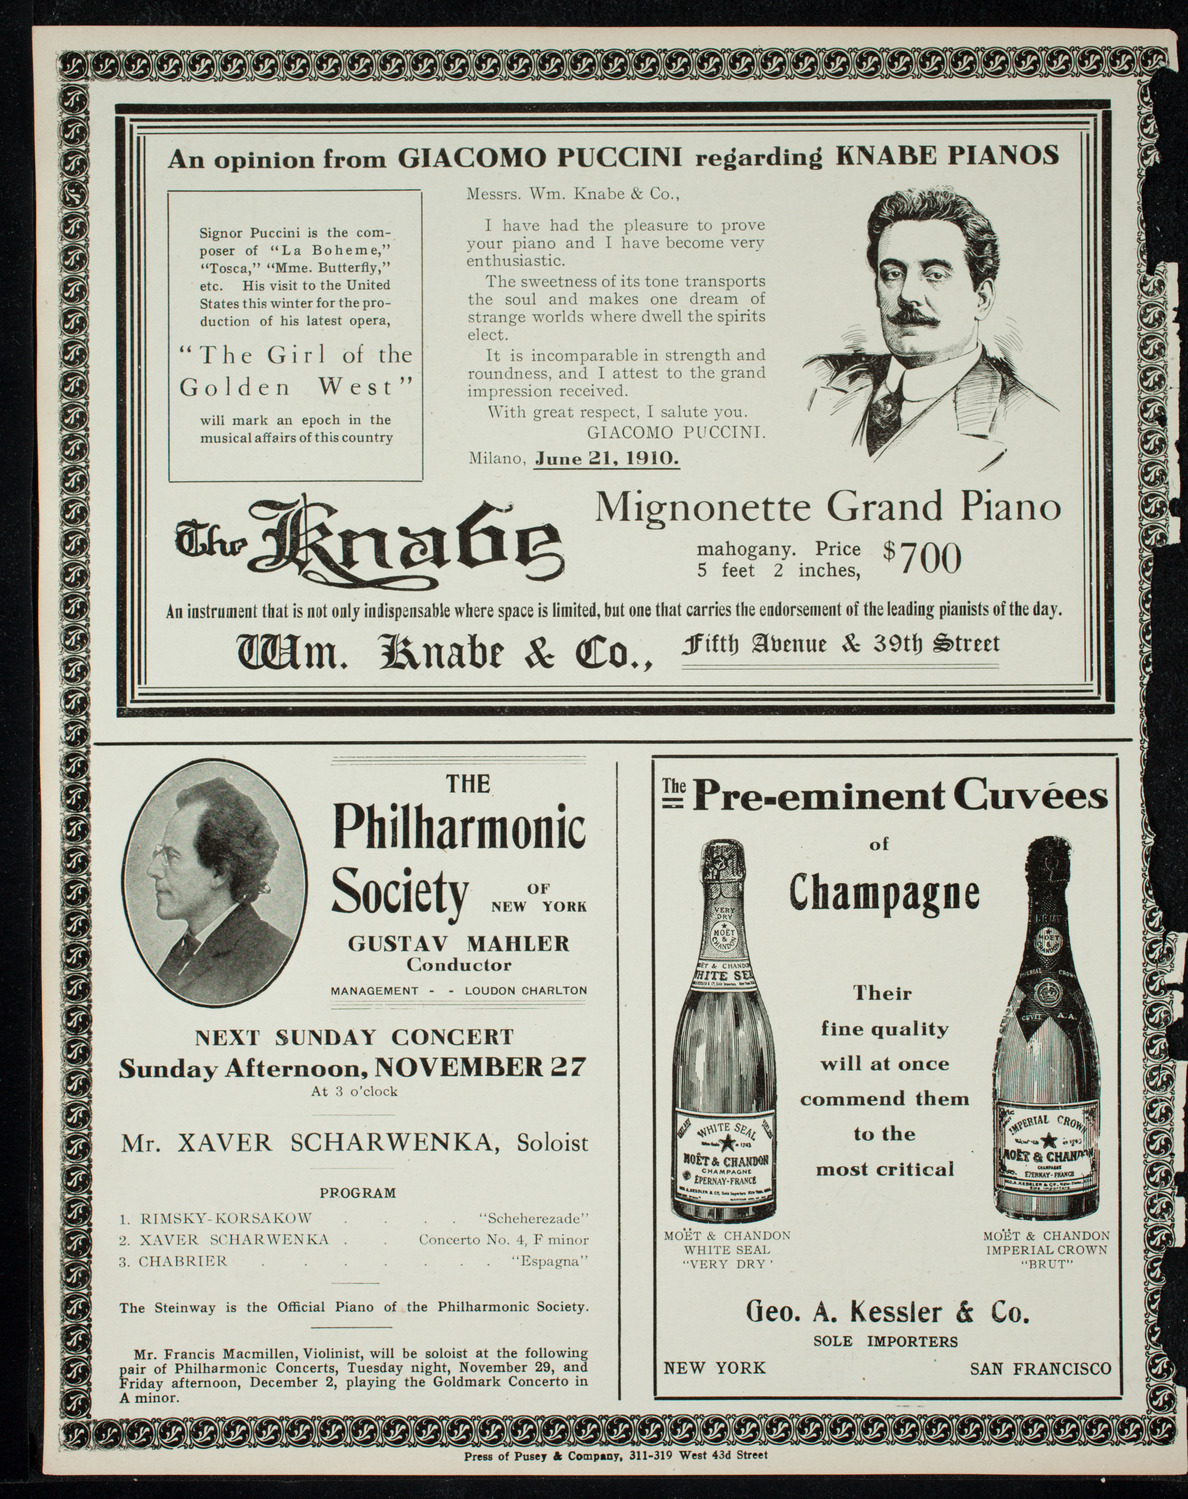 An opinion from GIACOMO PUCCINI regarding KNABE PIANOS
Signor Puccini is the com-
poser of "La Boheme,"
"Tosca," "Mme. Butterfly,"
etc. His visit to the United
States this winter for the pro-
duction of his latest opera,
"The Girl of the
Golden West"
will mark an epoch in the
musical affairs of this country
Messrs. Wm. Knabe & Co.,
I have had the pleasure to prove
your piano and I have become very
enthusiastic.
The sweetness of its tone transports
the soul and makes one dream of
strange worlds where dwell the spirits
elect.
It is incomparable in strength and
roundness, and I attest to the grand
impression received.
With great respect, I salute you.
GIACOMO PUCCINI.
Milano, June 21, 1910.
The Knabe
Mignonette Grand Piano
mahogany. Price
5 feet 2 inches,
$700
An instrument that is not only indispensable where space is limited, but one that carries the endorsement of the leading pianists of the day.
Wm. Knabe & Co., Fifth Avenue & 39th Street
THE
Philharmonic
Society OF
NEW YORK
GUSTAV MAHLER
Conductor
MANAGEMENT - - LOUDON CHARLTON
NEXT SUNDAY CONCERT
Sunday Afternoon, NOVEMBER 27
At 3 o'clock
Mr. XAVER SCHARWENKA, Soloist
PROGRAM
1. RIMSKY-KORSAKOW . . . . "Scheherezade"
2. XAVER SCHARWENKA . . Concerto No. 4, F minor
3. CHABRIER . . . . . . . "Espagna"
The Steinway is the Official Piano of the Philharmonic Society.
Mr. Francis Macmillen, Violinist, will be soloist at the following
pair of Philharmonic Concerts, Tuesday night, November 29, and
Friday afternoon, December 2, playing the Goldmark Concerto in
A minor.
The Pre-eminent Cuvées
of
Champagne
Their
fine quality
will at once
commend them
to the
most critical
VERY
DRY
MOËT
&
CHANDON
WHITE SEAL
MOËT & CHANDON
CHAMPAGNE
ÉPERNAY-FRANCE
BRUT
MOËT
&
IMPERIAL CROWN
MOËT & CHANDON
CHAMPAGNE
ÉPERNAY-FRANCE
MOËT & CHANDON
WHITE SEAL
"VERY DRY'
MOËT & CHANDON
IMPERIAL CROWN
"BRUT"
Geo. A. Kessler & Co.
SOLE IMPORTERS
NEW YORK
SAN FRANCISCO
Press of Pusey & Company, 311-319 West 43d Street